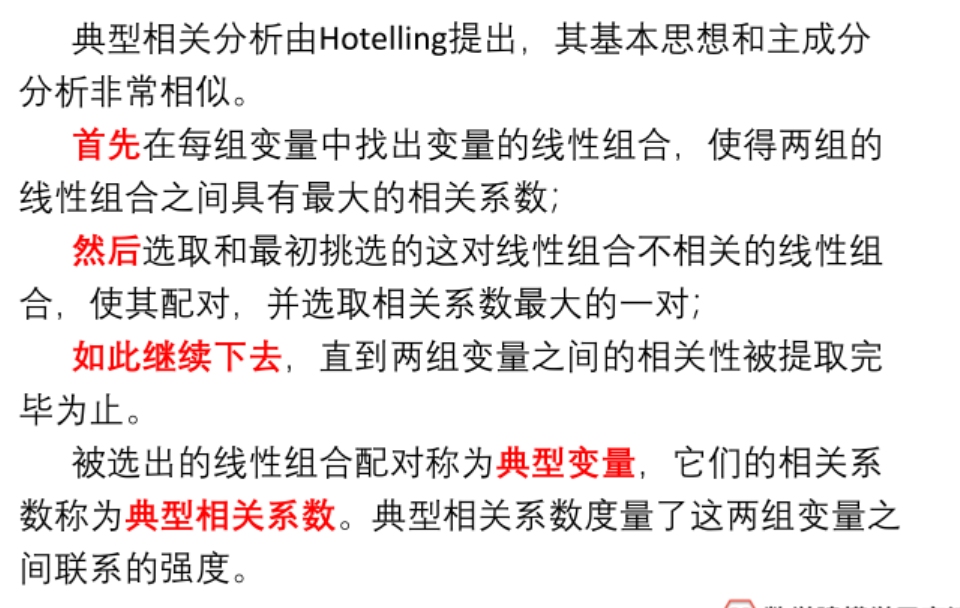 典型相关分析由Hotelling提出，其基本思想和主成分
分析非常相似。
首先在每组变量中找出变量的线性组合，使得两组的
线性组合之间具有最大的相关系数；
然后选取和最初挑选的这对线性组合不相关的线性组
合，使其配对，并选取相关系数最大的一对；
如此继续下去，直到两组变量之间的相关性被提取完
毕为止。
被选出的线性组合配对称为典型变量，它们的相关系
数称为典型相关系数。典型相关系数度量了这两组变量之
间联系的强度。